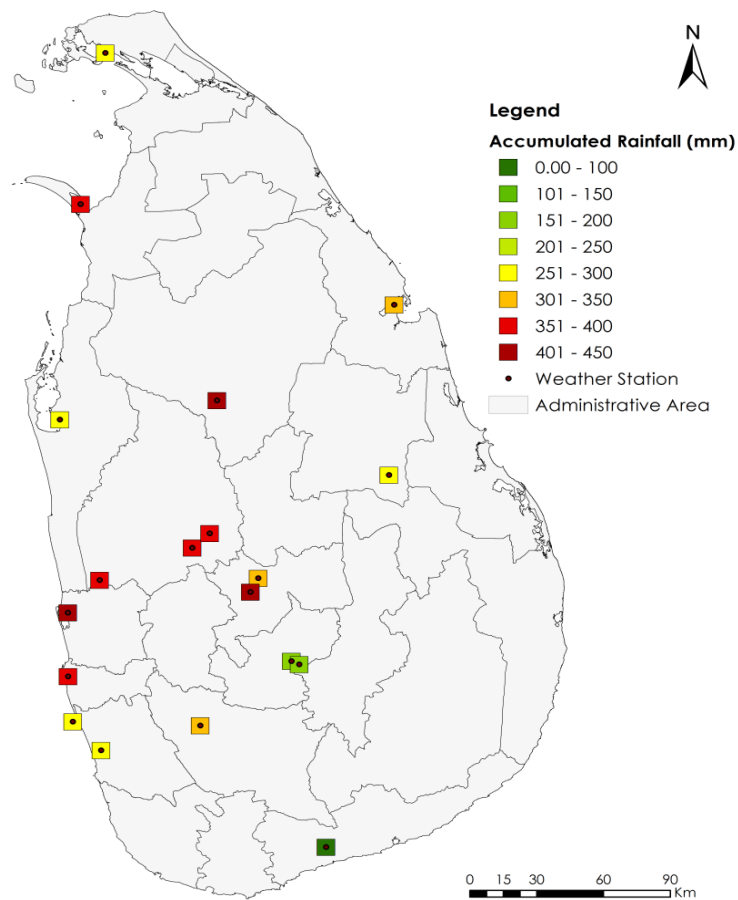 N
Legend
Accumulated Rainfall (mm)
0.00 - 100
101 - 150
151 - 200
201 - 250
251 - 300
301 - 350
351 - 400
401 - 450
Weather Station
Administrative Area
0 15 30 60 90
Km